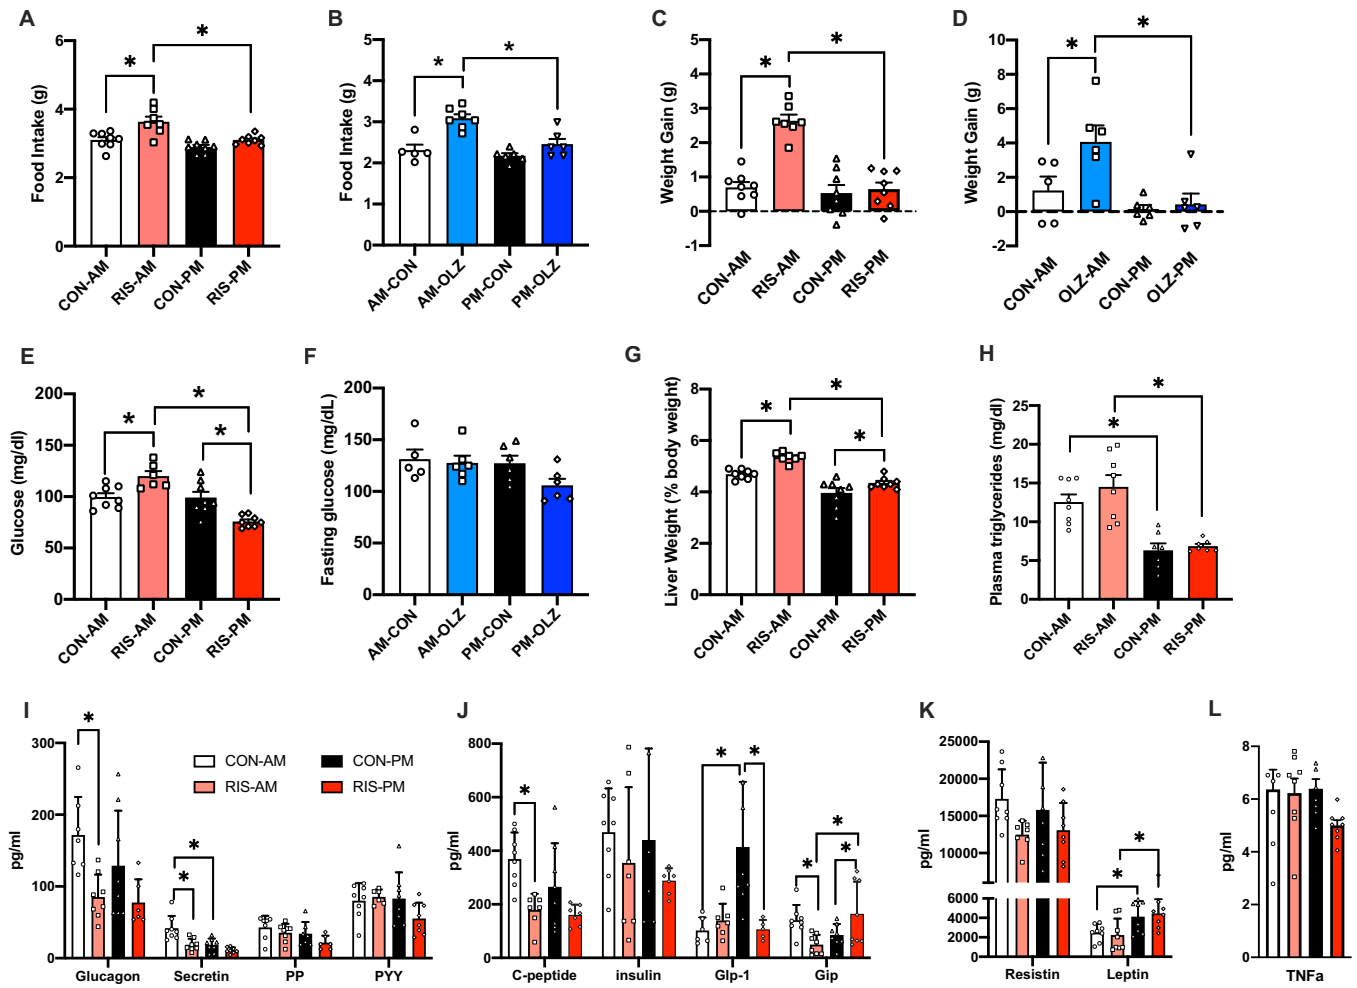 A
Food Intake (g)
6
4
2
0
*
*
CON-AM
RIS-AM
CON-PM
RIS-PM
B
Food Intake (g)
5
4
3
2
1
0
*
*
AM-CON
AM-OLZ
PM-CON
PM-OLZ
C
Weight Gain (g)
5
4
3
2
1
0
-1
*
*
CON-AM
RIS-AM
CON-PM
RIS-PM
D
Weight Gain (g)
10
8
6
4
2
0
-2
*
*
CON-AM
OLZ-AM
CON-PM
OLZ-PM
E
Glucose (mg/dl)
200
150
100
50
0
*
*
*
CON-AM
RIS-AM
CON-PM
RIS-PM
F
Fasting glucose (mg/dL)
200
150
100
50
0
AM-CON
AM-OLZ
PM-CON
PM-OLZ
G
Liver Weight (% body weight)
8
6
4
2
0
*
*
*
CON-AM
RIS-AM
CON-PM
RIS-PM
H
Plasma triglycerides (mg/dl)
25
20
15
10
5
0
*
*
CON-AM
RIS-AM
CON-PM
RIS-PM
I
pg/ml
300
200
100
0
*
*
*
CON-AM
RIS-AM
CON-PM
RIS-PM
Glucagon
Secretin
PP
PYY
J
pg/ml
800
600
400
200
0
*
*
*
*
*
*
C-peptide
insulin
Glp-1
Gip
K
pg/ml
25000
20000
15000
10000
6000
4000
2000
0
*
*
Resistin
Leptin
L
pg/ml
8
6
4
2
0
TNFa